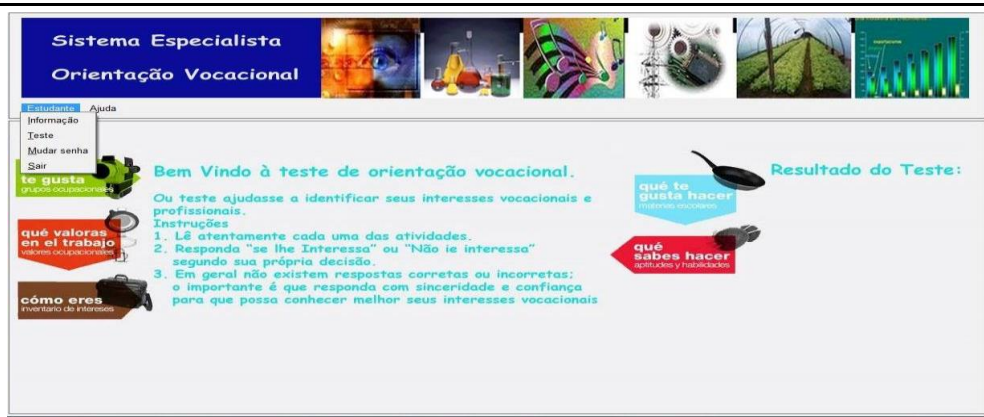 Sistema Especialista
Orientação Vocacional
Estudante Ajuda
Informação
Teste
Mudar senha
Sair
te gusta
grupos ocupacionales
qué valoras
en el trabajo
valores ocupacionales
cómo eres
inventario de intereses
Bem Vindo à teste de orientação vocacional.
Ou teste ajudasse a identificar seus interesses vocacionais e
profissionais.
Instruções
1. Lê atentamente cada uma das atividades.
2. Responda "se lhe Interessa" ou "Não ie interessa"
segundo sua própria decisão.
3. Em geral não existem respostas corretas ou incorretas;
o importante é que responda com sinceridade e confiança
para que possa conhecer melhor seus interesses vocacionais
qué te
gusta hacer
materias escolares
qué
sabes hacer
aptitudes y habilidades
Resultado do Teste: